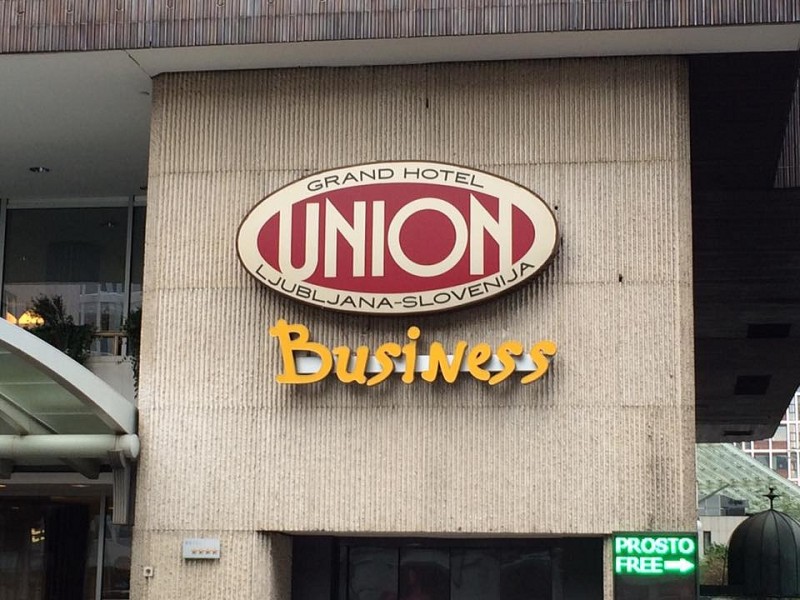 GRAND HOTEL
UNION
LJUBLJANA-SLOVENIJA
Business
PROSTO
FREE→